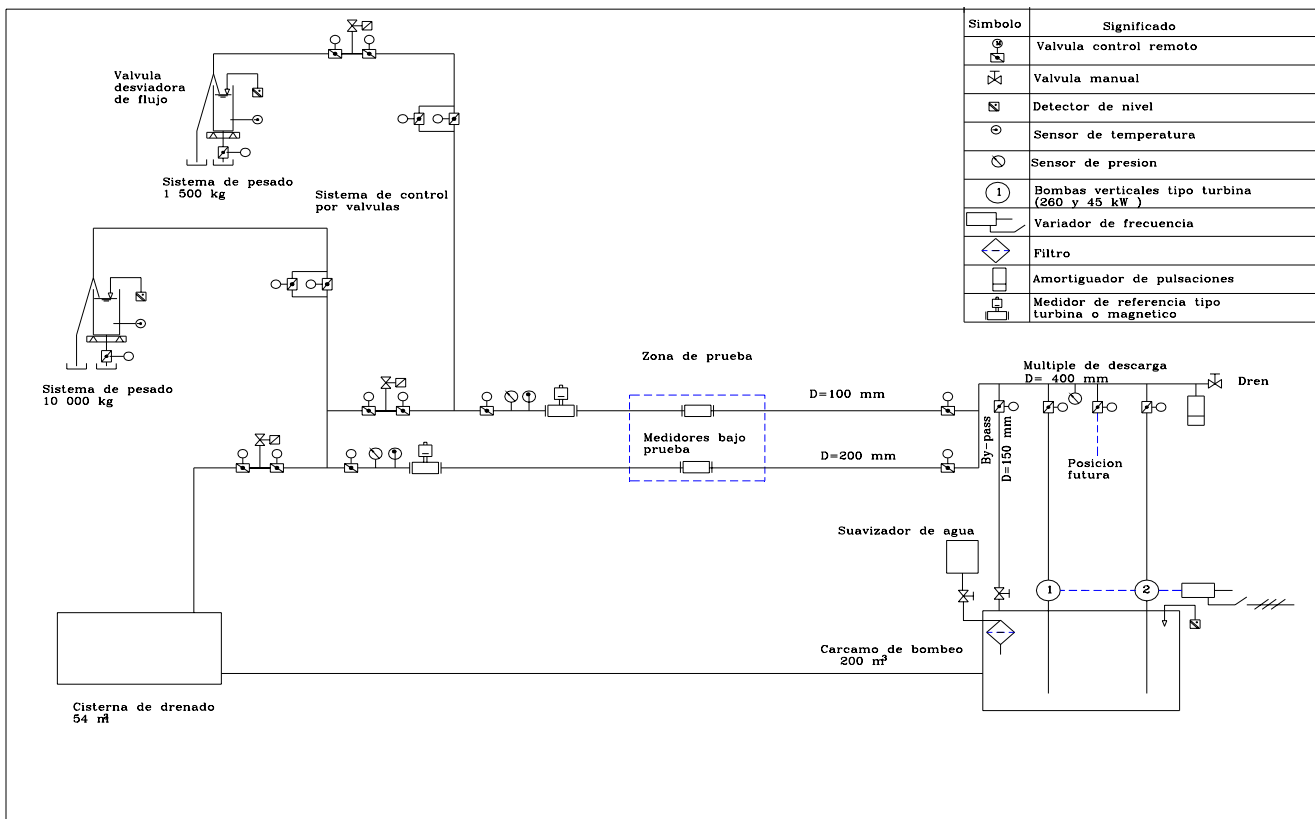 Simbolo Significado
M Valvula control remoto
Valvula manual
Detector de nivel
Sensor de temperatura
Sensor de presion
1 Bombas verticales tipo turbina
(260 y 45 kW )
Variador de frecuencia
Filtro
Amortiguador de pulsaciones
Medidor de referencia tipo
turbina o magnetico
Valvula
desviadora
de flujo
Sistema de pesado
1 500 kg
Sistema de control
por valvulas
Sistema de pesado
10 000 kg
Zona de prueba
Medidores bajo
prueba
D=100 mm
D=200 mm
Multiple de descarga
D= 400 mm
Dren
By-pass
D=150 mm
Posicion
futura
Suavizador de agua
1
2
Carcamo de bombeo
200 m³
Cisterna de drenado
54 m³